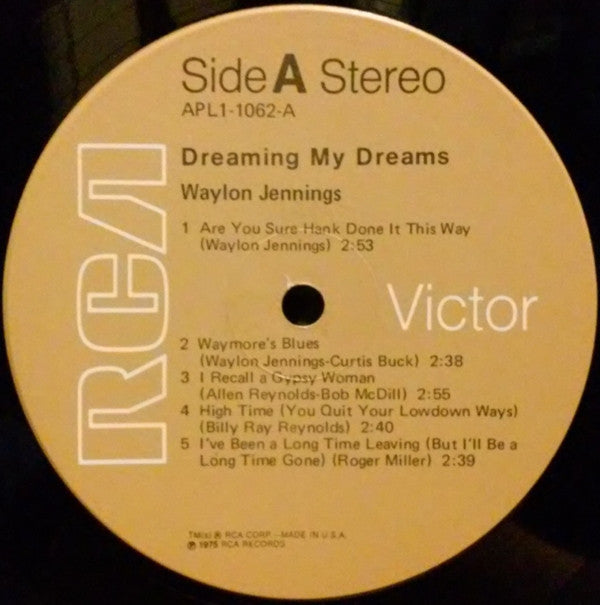 Side A Stereo
APL1-1062-A
Dreaming My Dreams
Waylon Jennings
1 Are You Sure Hank Done It This Way
(Waylon Jennings) 2:53
RCA
Victor
2 Waymore's Blues
(Waylon Jennings-Curtis Buck) 2:38
3 I Recall a Gypsy Woman
(Allen Reynolds-Bob McDill) 2:55
4 High Time (You Quit Your Lowdown Ways)
(Billy Ray Reynolds) 2:40
5 I've Been a Long Time Leaving (But I'll Be a
Long Time Gone) (Roger Miller) 2:39
TM(s) ® RCA CORP.—MADE IN U.S.A.
℗ 1975 RCA RECORDS